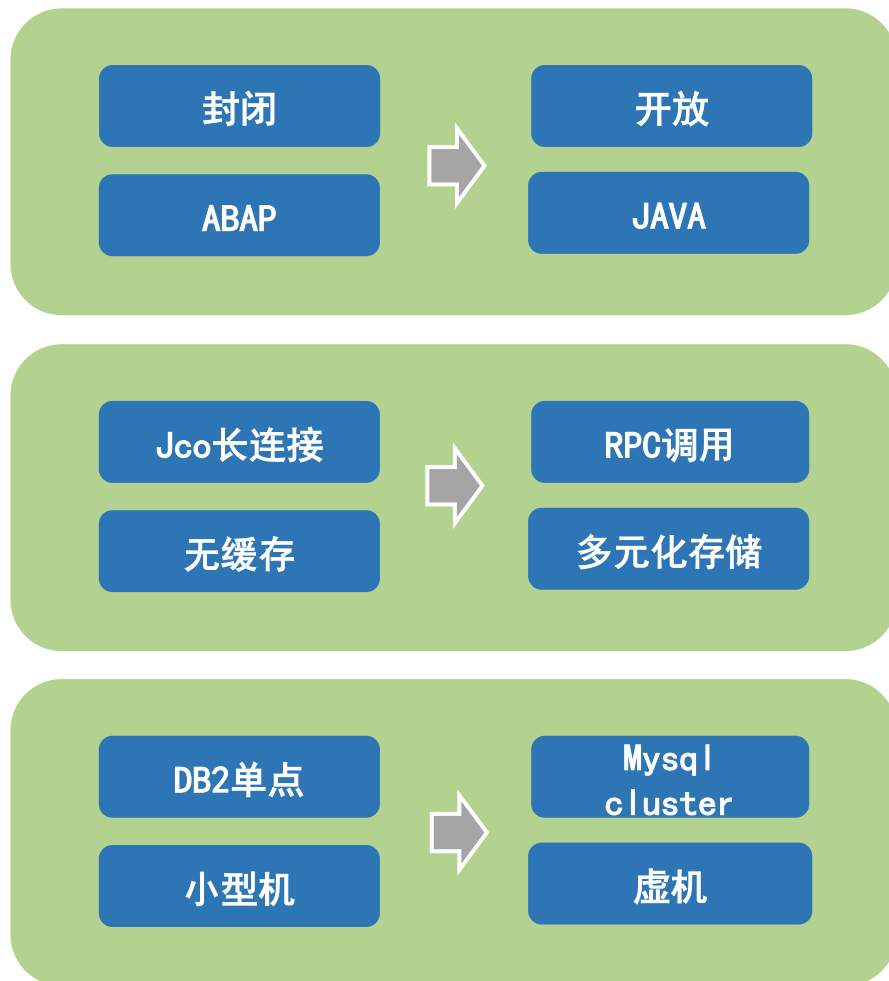 封闭
开放
ABAP
JAVA
Jco长连接
RPC调用
无缓存
多元化存储
DB2单点
Mysql
cluster
小型机
虚机